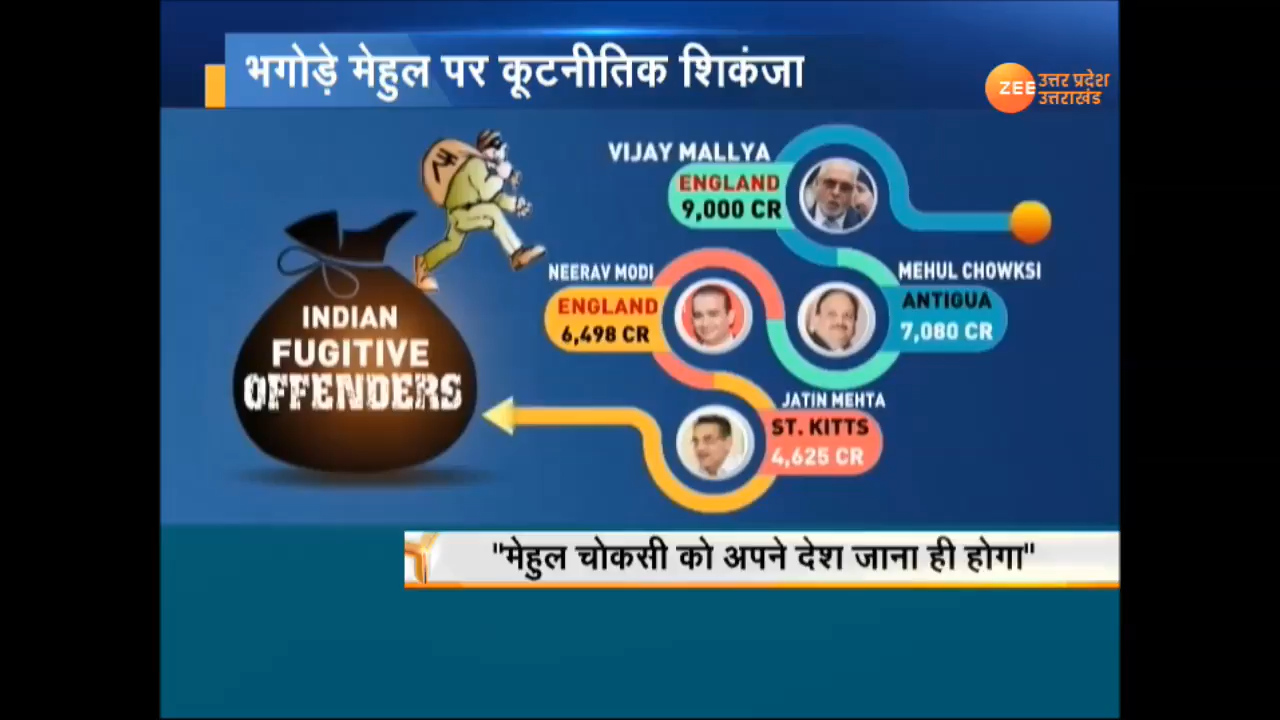 भगोड़े मेहुल पर कूटनीतिक शिकंजा
ZEE उत्तर प्रदेश
उत्तराखंड
VIJAY MALLYA
ENGLAND
9,000 CR
NEERAV MODI
ENGLAND
6,498 CR
MEHUL CHOWKSI
ANTIGUA
7,080 CR
JATIN MEHTA
ST. KITTS
4,625 CR
INDIAN
FUGITIVE
OFFENDERS
"मेहुल चोकसी को अपने देश जाना ही होगा"